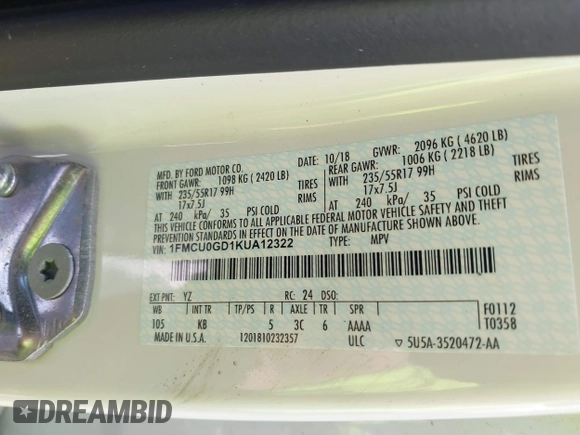 MFD. BY FORD MOTOR CO.
DATE: 10/18 GVWR: 2096 KG ( 4620 LB)
FRONT GAWR: 1098 KG ( 2420 LB) REAR GAWR: 1006 KG ( 2218 LB)
WITH 235/55R17 99H TIRES WITH 235/55R17 99H TIRES
17x7.5J RIMS 17x7.5J RIMS
AT 240 kPa/ 35 PSI COLD AT 240 kPa/ 35 PSI COLD
THIS VEHICLE CONFORMS TO ALL APPLICABLE FEDERAL MOTOR VEHICLE SAFETY AND THEFT
PREVENTION STANDARDS IN EFFECT ON THE DATE OF MANUFACTURE SHOWN ABOVE.
VIN: 1FMCU0GD1KUA12322 TYPE: MPV
EXT PNT: YZ RC: 24 DSO:
WB INT TR TP/PS R AXLE TR SPR F0112
105 KB 5 3C 6 AAAA T0358
MADE IN U.S.A. 1201810232357 ULC ▽ 5U5A-3520472-AA
DREAMBID